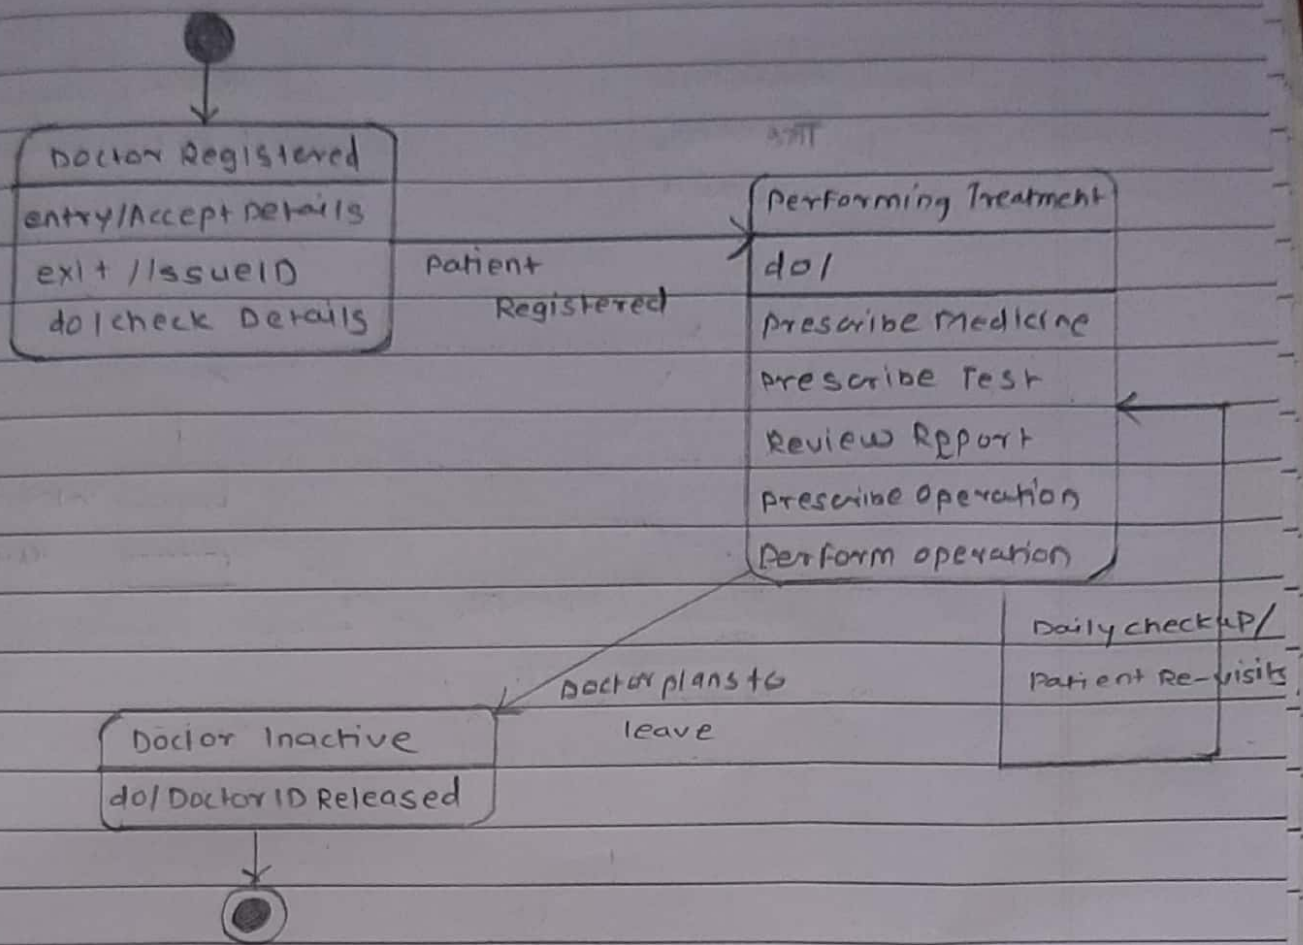 Doctor Registered
entry/Accept Details
exit //IssueID
do/check Details
Patient
Registered
Performing Treatment
do/
Prescribe Medicine
Prescribe Test
Review Report
Prescribe Operation
Perform operation
Daily checkup/
Patient Re-visits
Doctor plans to
leave
Doctor Inactive
do/Doctor ID Released